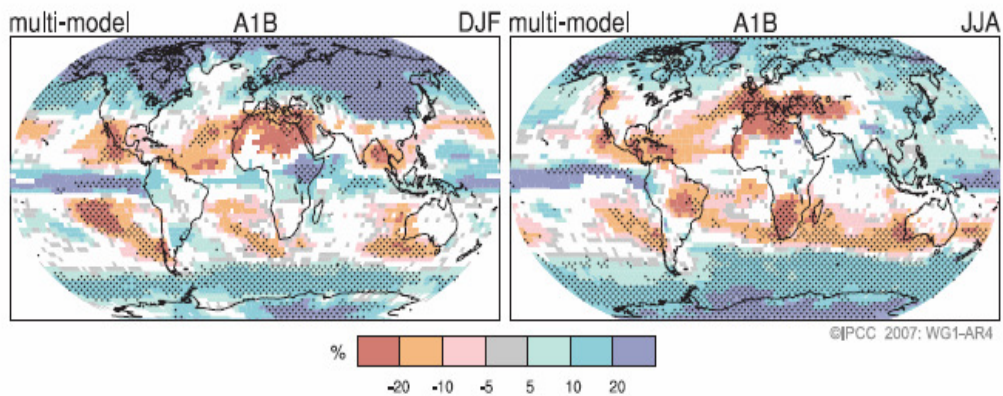 multi-model A1B DJF
multi-model A1B JJA
©IPCC 2007: WG1-AR4
%
-20 -10 -5 5 10 20